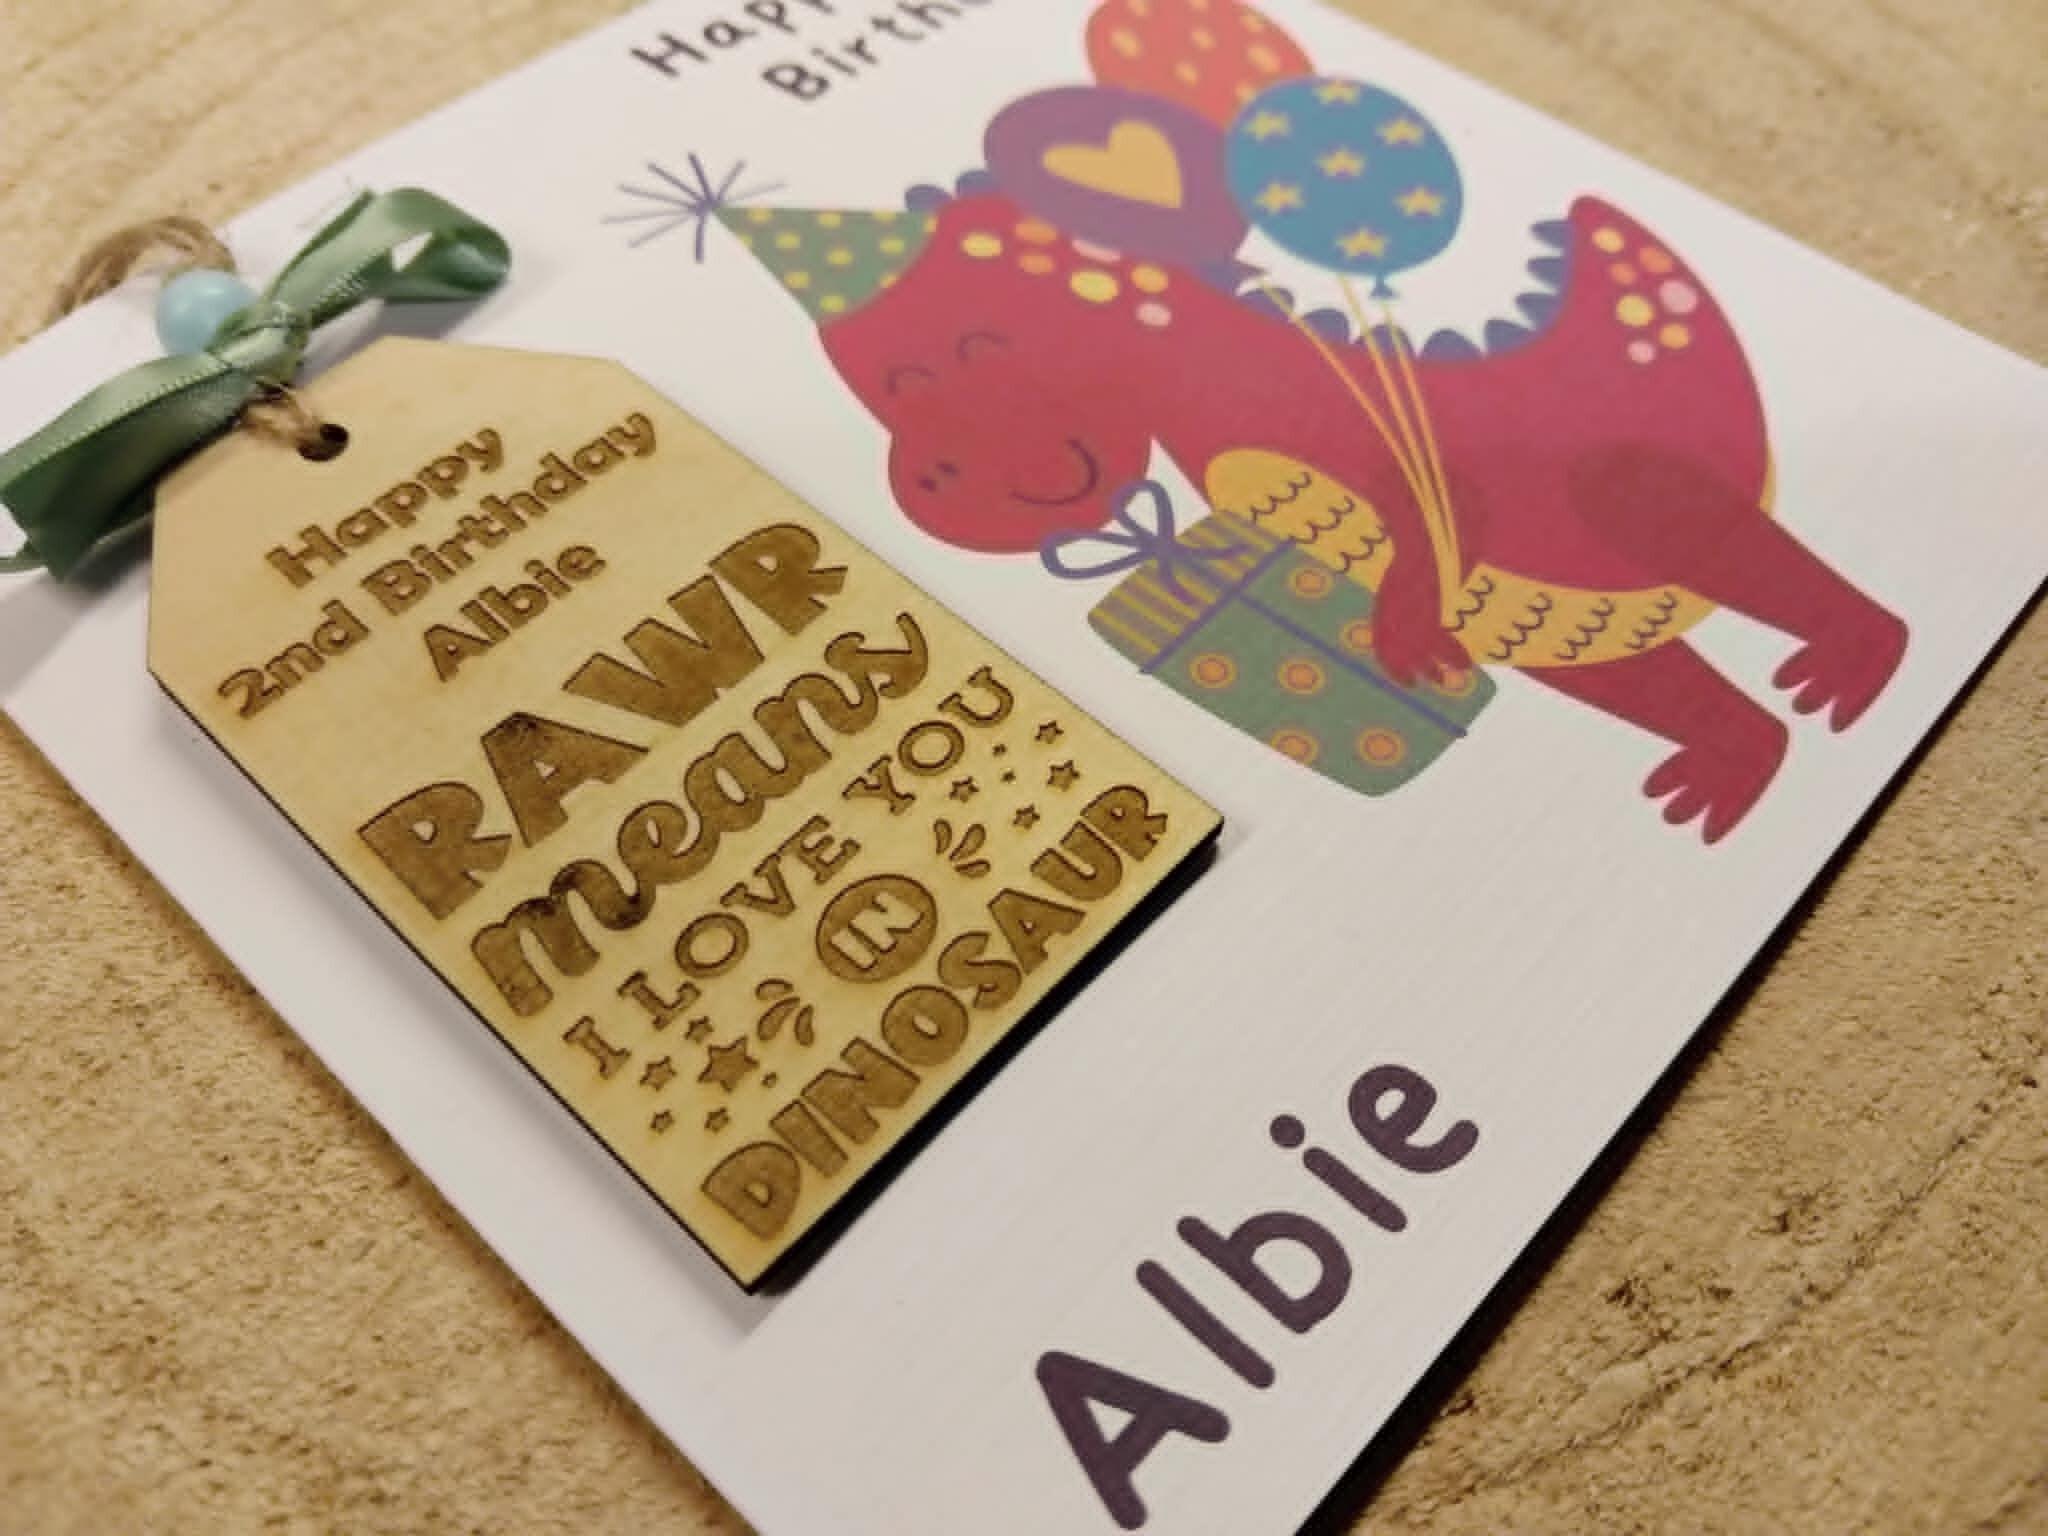 Happy
2nd Birthday
Albie
RAWR
means
I LOVE YOU
IN
DINOSAUR
Albie